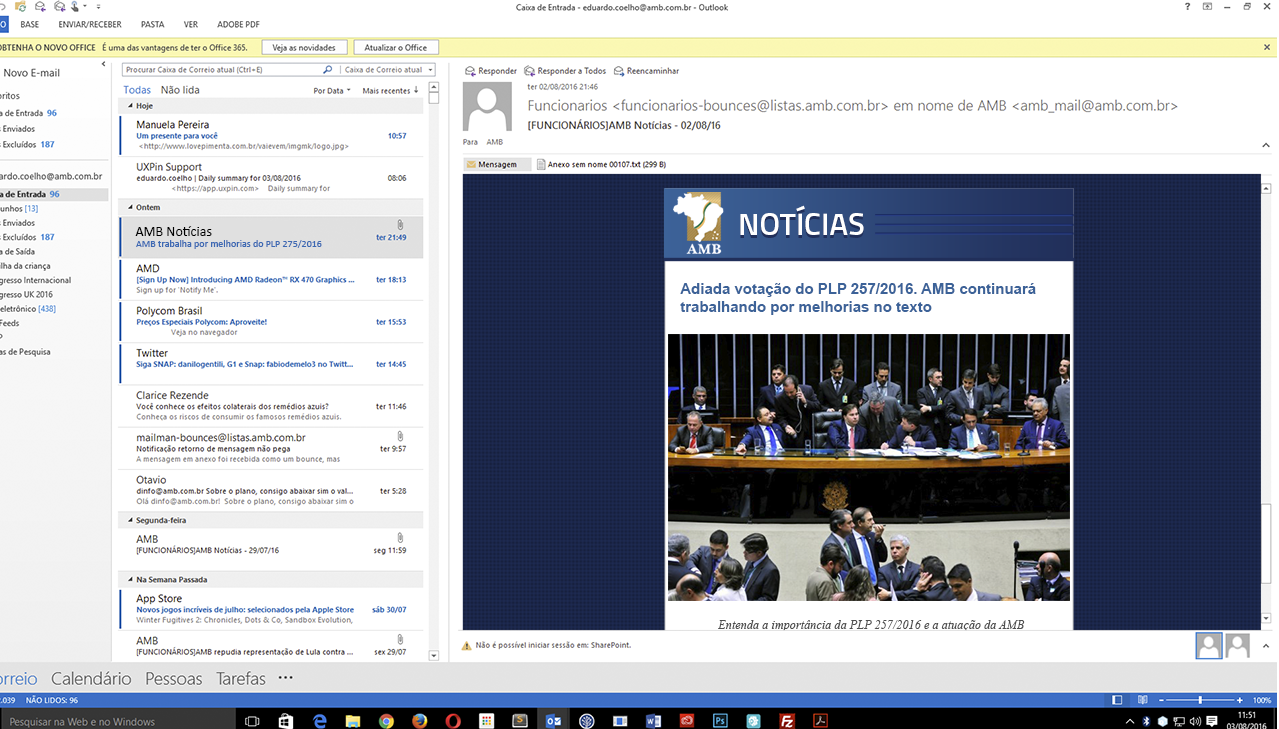 Caixa de Entrada - eduardo.coelho@amb.com.br - Outlook
?
O BASE ENVIAR/RECEBER PASTA VER ADOBE PDF
OBTENHA O NOVO OFFICE É uma das vantagens de ter o Office 365. Veja as novidades Atualizar o Office
Novo E-mail
oritos
a de Entrada 96
s Enviados
s Excluídos 187
ardo.coelho@amb.com.br
a de Entrada 96
unhos [13]
s Enviados
s Excluídos 187
a de Saída
ilha da criança
gresso Internacional
gresso UK 2016
eletrônico [438]
Feeds
as de Pesquisa
Procurar Caixa de Correio atual (Ctrl+E) Caixa de Correio atual
Todas Não lida Por Data Mais recentes
Hoje
Manuela Pereira
Um presente para você 10:57
<http://www.lovepimenta.com.br/vaievem/imgmk/logo.jpg>
UXPin Support
eduardo.coelho | Daily summary for 03/08/2016 08:06
<https://app.uxpin.com> Daily summary for
Ontem
AMB Notícias
AMB trabalha por melhorias do PLP 275/2016 ter 21:49
AMD
[Sign Up Now] Introducing AMD Radeon™ RX 470 Graphics ... ter 18:13
Sign up for 'Notify Me'.
Polycom Brasil
Preços Especiais Polycom: Aproveite! ter 15:53
Veja no navegador
Twitter
Siga SNAP: danilogentili, G1 e Snap: fabiodemelo3 no Twitt... ter 14:45
Clarice Rezende
Você conhece os efeitos colaterais dos remédios azuis? ter 11:46
Conheça os riscos de consumir os famosos remédios azuis.
mailman-bounces@listas.amb.com.br
Notificação retorno de mensagem não pega ter 9:57
A mensagem em anexo foi recebida como um bounce, mas
Otavio
dinfo@amb.com.br Sobre o plano, consigo abaixar sim o val... ter 5:28
Olá dinfo@amb.com.br! Sobre o plano, consigo abaixar sim o
Segunda-feira
AMB
[FUNCIONÁRIOS]AMB Notícias - 29/07/16 seg 11:59
Na Semana Passada
App Store
Novos jogos incríveis de julho: selecionados pela Apple Store sáb 30/07
Winter Fugitives 2: Chronicles, Dots & Co, Sandbox Evolution,
AMB
[FUNCIONÁRIOS]AMB repudia representação de Lula contra ... sex 29/07
Responder Responder a Todos Reencaminhar
ter 02/08/2016 21:46
Funcionarios <funcionarios-bounces@listas.amb.com.br> em nome de AMB <amb_mail@amb.com.br>
[FUNCIONÁRIOS]AMB Notícias - 02/08/16
Para AMB
Mensagem Anexo sem nome 00107.txt (299 B)
AMB
NOTÍCIAS
Adiada votação do PLP 257/2016. AMB continuará
trabalhando por melhorias no texto
Entenda a importância da PLP 257/2016 e a atuação da AMB
Não é possível iniciar sessão em: SharePoint.
orreio Calendário Pessoas Tarefas ...
.039 NÃO LIDOS: 96 100%
Pesquisar na Web e no Windows
11:51
03/08/2016